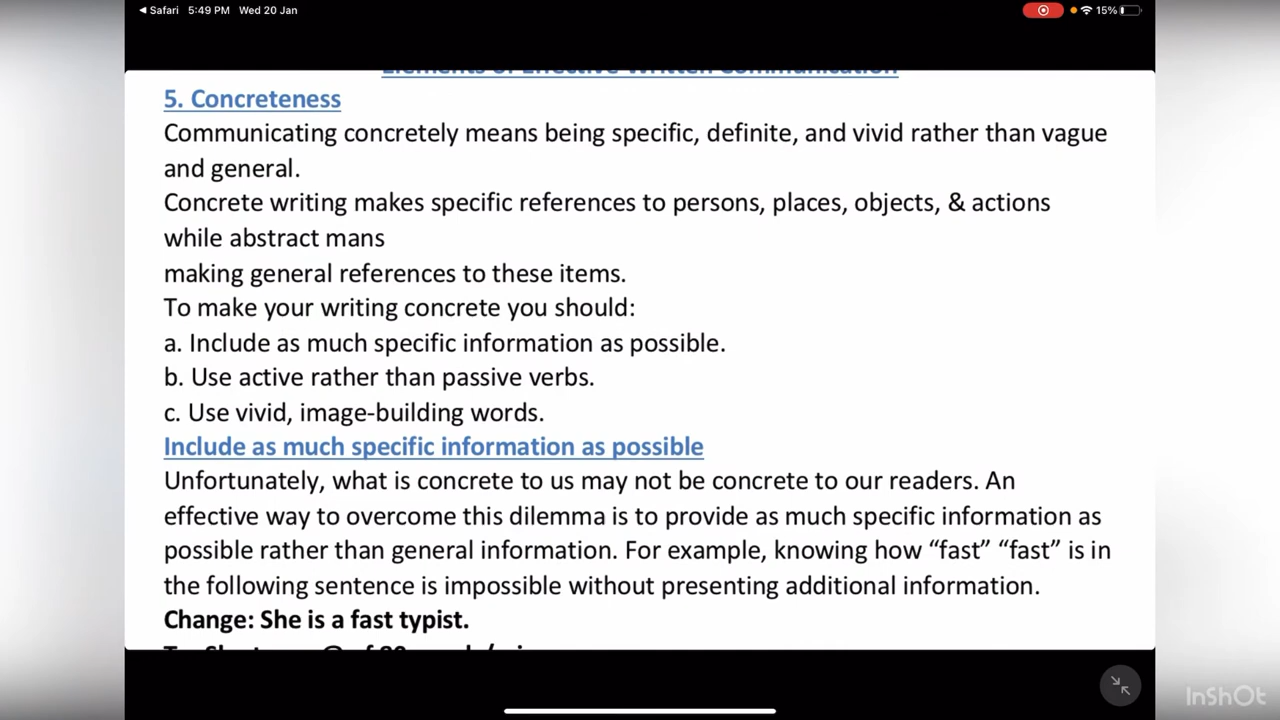 Safari 5:49 PM Wed 20 Jan 15%
Elements of Effective Written Communication
5. Concreteness
Communicating concretely means being specific, definite, and vivid rather than vague
and general.
Concrete writing makes specific references to persons, places, objects, & actions
while abstract mans
making general references to these items.
To make your writing concrete you should:
a. Include as much specific information as possible.
b. Use active rather than passive verbs.
c. Use vivid, image-building words.
Include as much specific information as possible
Unfortunately, what is concrete to us may not be concrete to our readers. An
effective way to overcome this dilemma is to provide as much specific information as
possible rather than general information. For example, knowing how “fast” “fast” is in
the following sentence is impossible without presenting additional information.
Change: She is a fast typist.
InShOt